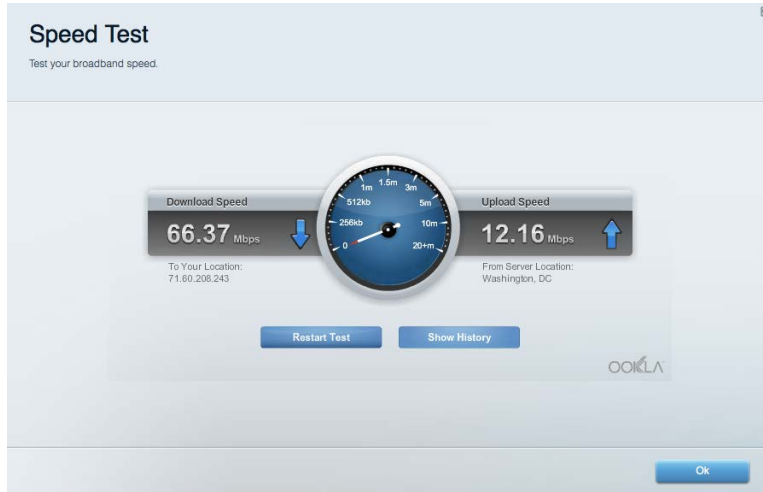 Speed Test
Test your broadband speed.
Download Speed
66.37 Mbps
To Your Location:
71.60.208.243
0
256kb
512kb
1m
1.5m
3m
5m
10m
20+m
Upload Speed
12.16 Mbps
From Server Location:
Washington, DC
Restart Test
Show History
OOKLA
Ok